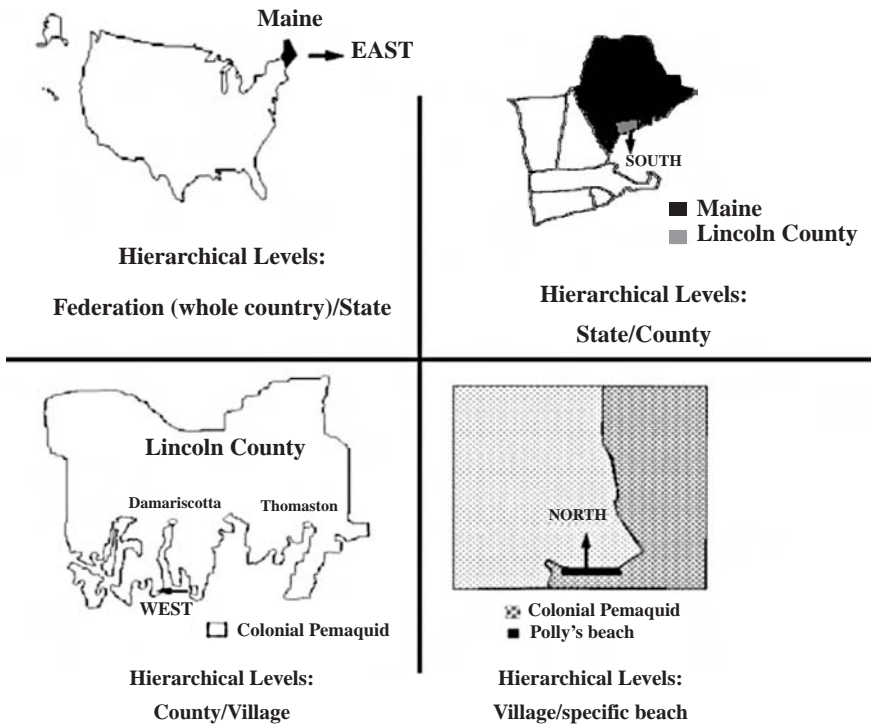 Maine
EAST
Hierarchical Levels:
Federation (whole country)/State
SOUTH
Maine
Lincoln County
Hierarchical Levels:
State/County
Lincoln County
Damariscotta
Thomaston
WEST
Colonial Pemaquid
Hierarchical Levels:
County/Village
NORTH
Colonial Pemaquid
Polly's beach
Hierarchical Levels:
Village/specific beach